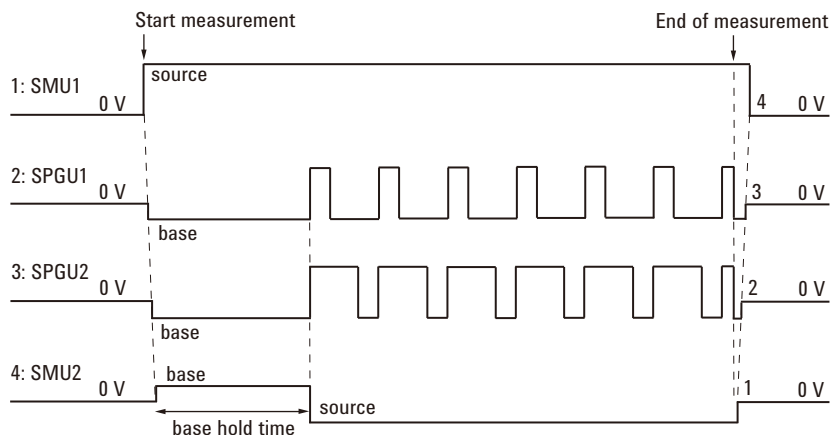 Start measurement
End of measurement
1: SMU1
0 V
source
4
0 V
2: SPGU1
0 V
base
3
0 V
3: SPGU2
0 V
base
2
0 V
4: SMU2
0 V
base
base hold time
source
1
0 V